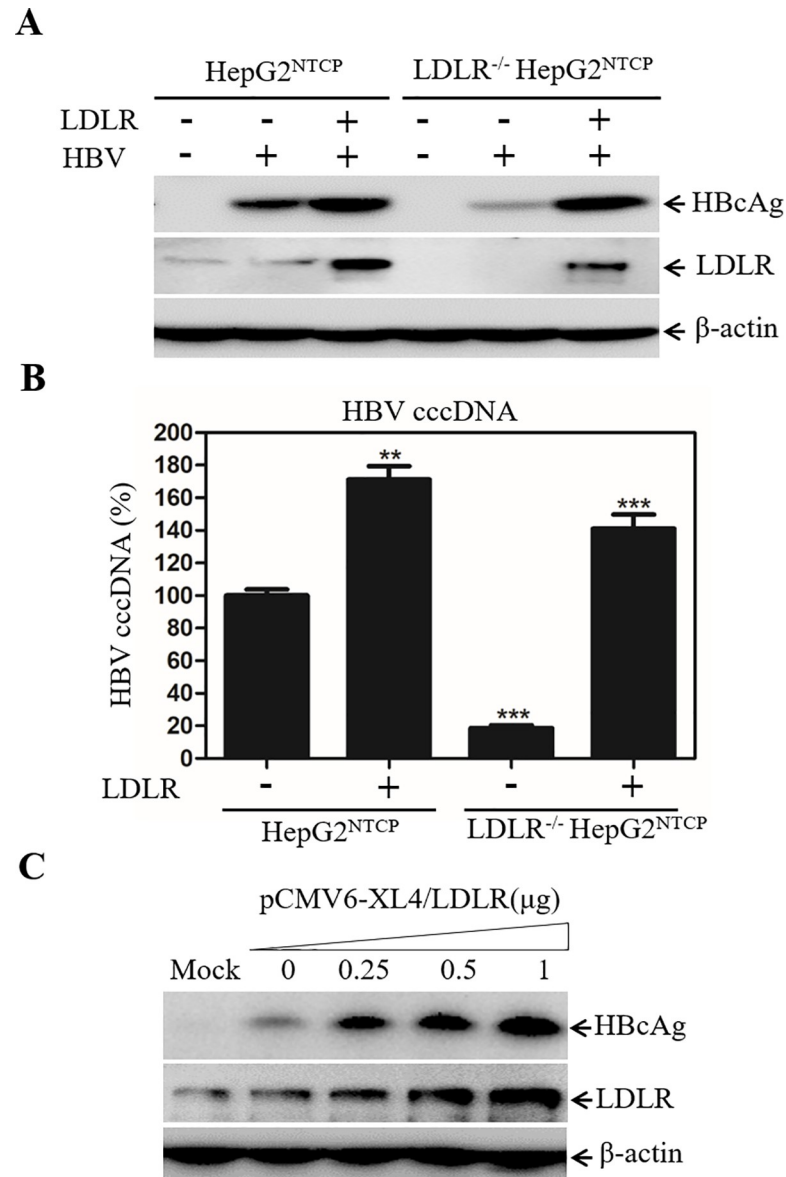 A
HepG2NTCP LDLR-/- HepG2NTCP
LDLR - - + - - +
HBV - + + - + +
HBcAg
LDLR
β-actin
B
HBV cccDNA
HBV cccDNA (%)
200
180
160
140
120
100
80
60
40
20
0
**
***
***
LDLR - + - +
HepG2NTCP LDLR-/- HepG2NTCP
C
pCMV6-XL4/LDLR(µg)
Mock 0 0.25 0.5 1
HBcAg
LDLR
β-actin